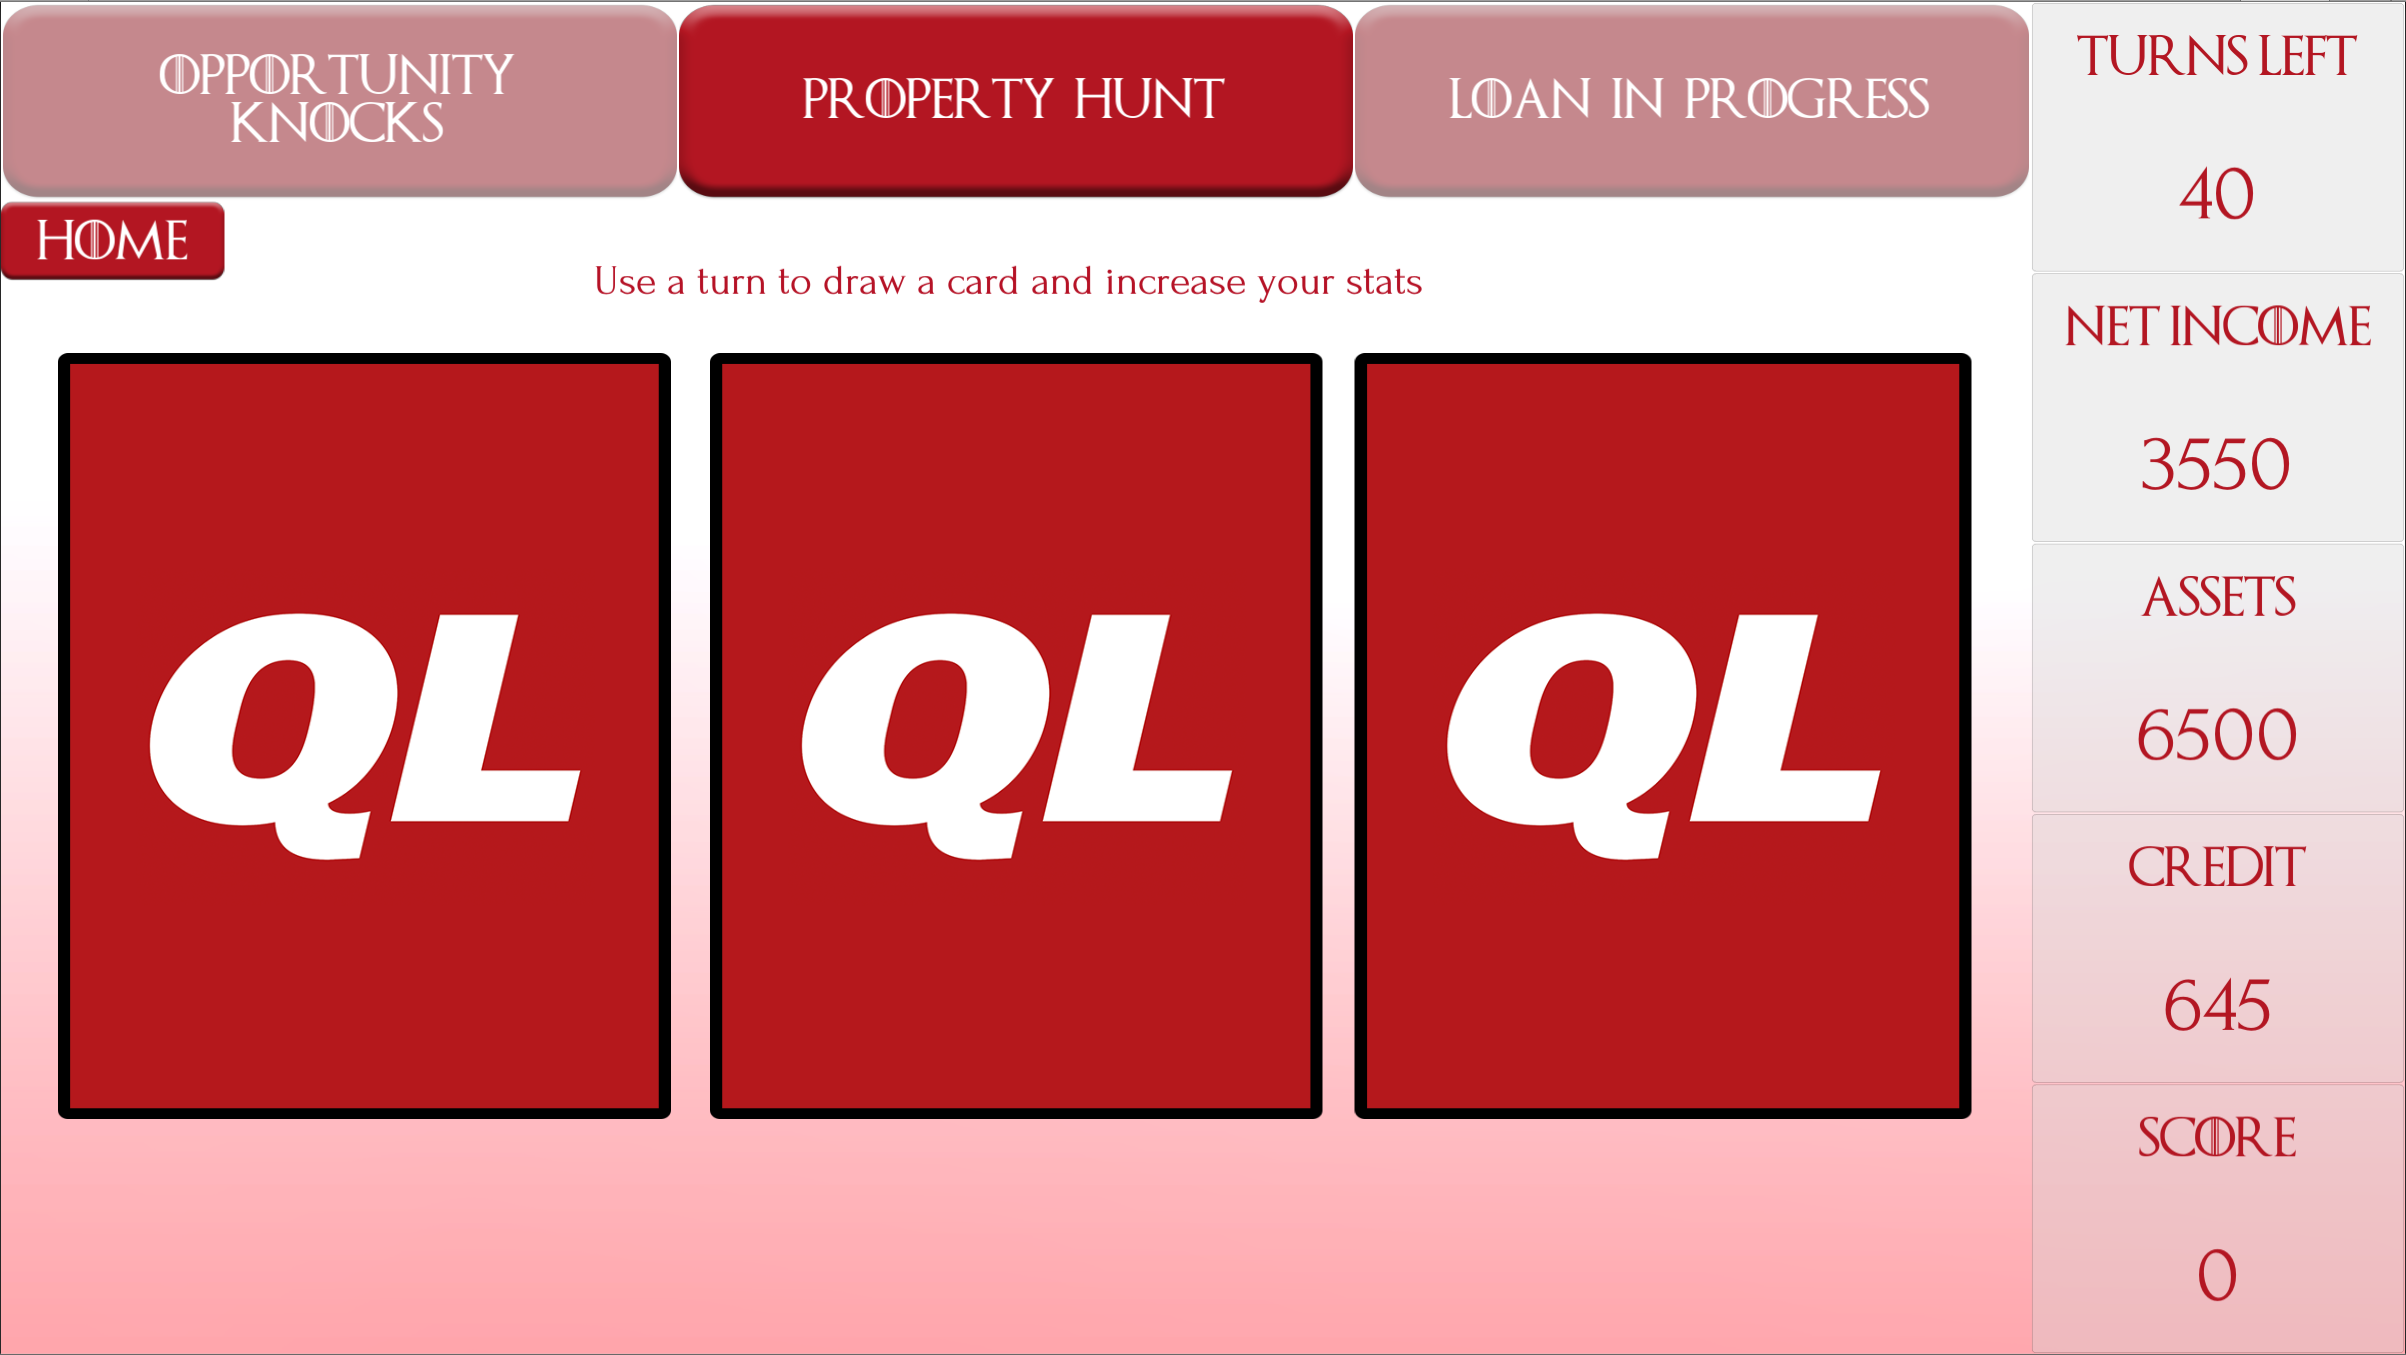 OPPORTUNITY
KNOCKS
PROPERTY HUNT
LOAN IN PROGRESS
HOME
Use a turn to draw a card and increase your stats
QL
QL
QL
TURNS LEFT
40
NET INCOME
3550
ASSETS
6500
CREDIT
645
SCORE
0